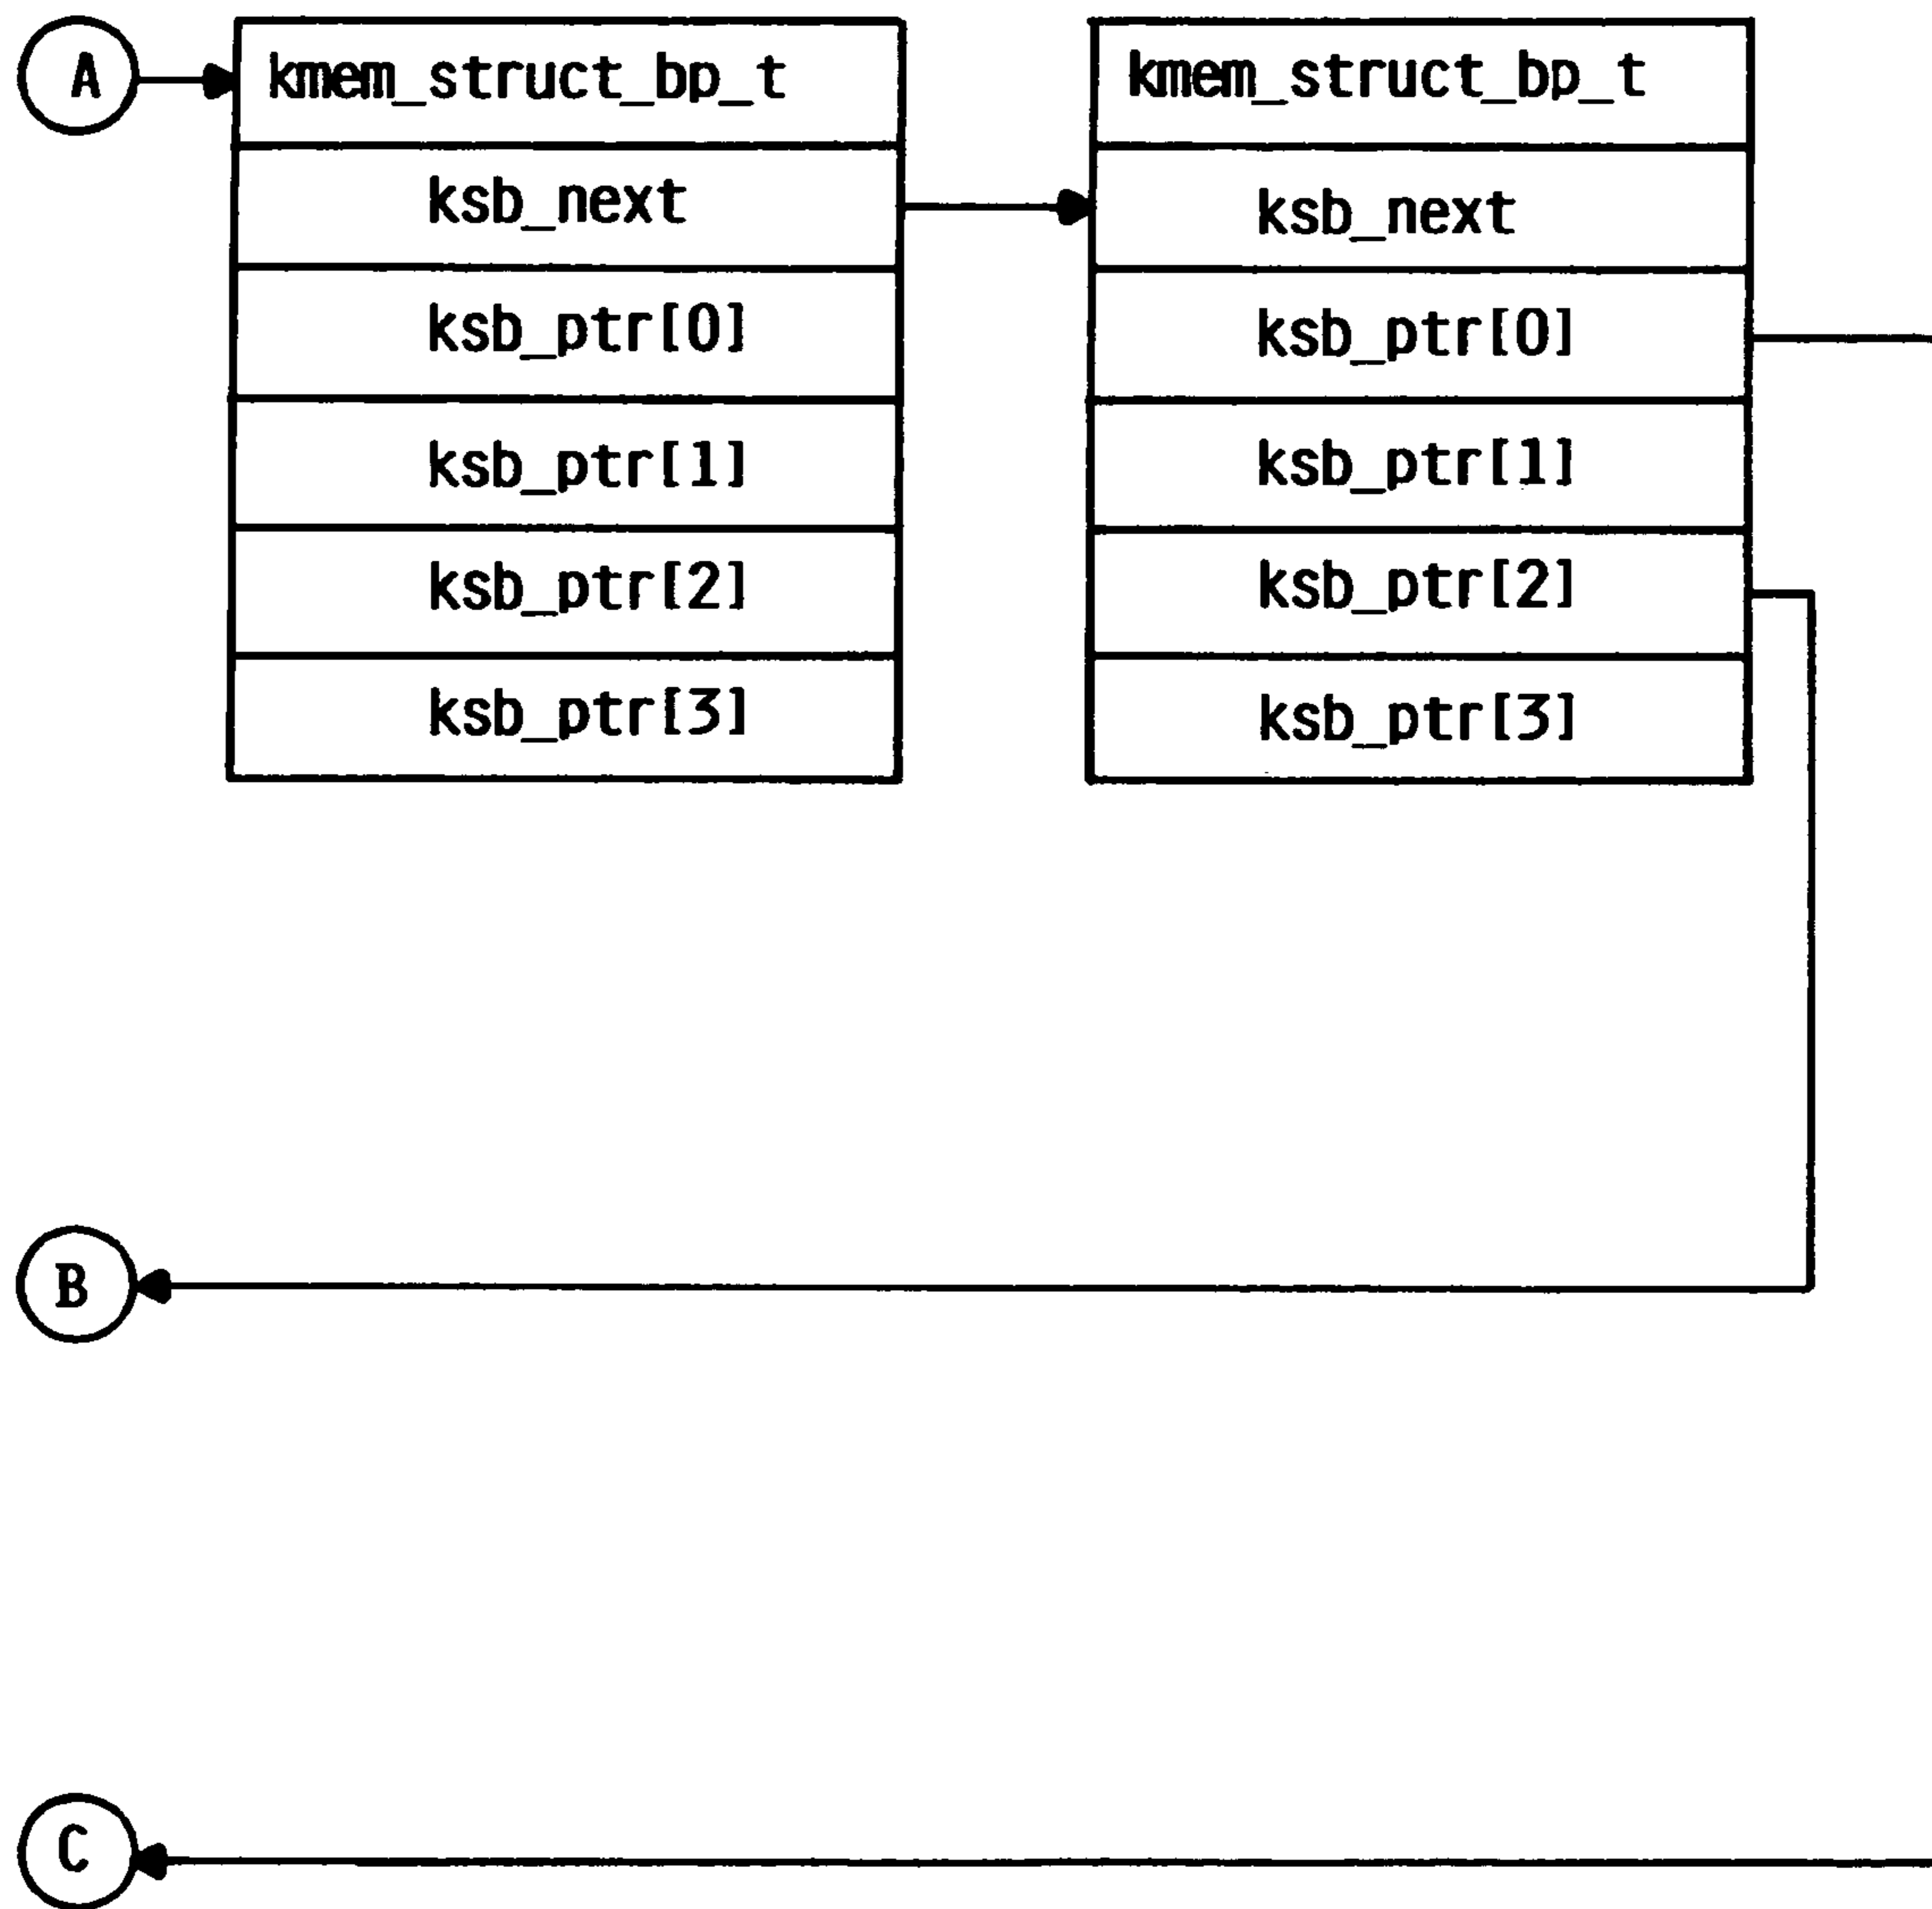 A
kmem_struct_bp_t
ksb_next
ksb_ptr[0]
ksb_ptr[1]
ksb_ptr[2]
ksb_ptr[3]
kmem_struct_bp_t
ksb_next
ksb_ptr[0]
ksb_ptr[1]
ksb_ptr[2]
ksb_ptr[3]
B
C